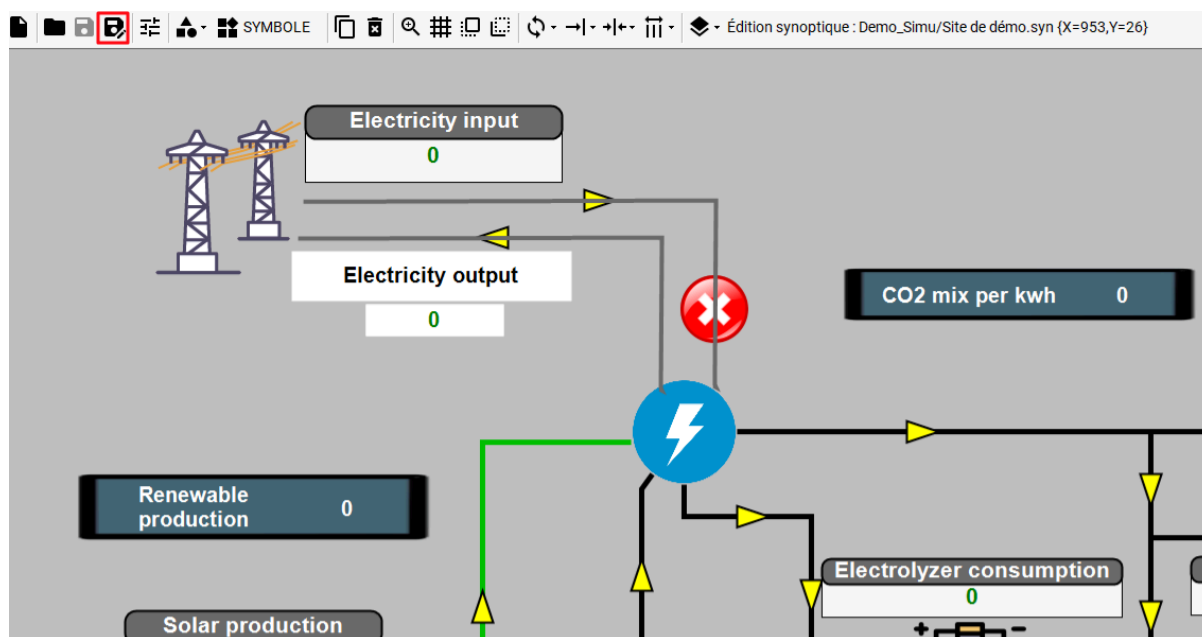 SYMBOLE
Édition synoptique : Demo_Simu/Site de démo.syn {X=953,Y=26}
Electricity input
0
Electricity output
0
CO2 mix per kwh 0
Renewable
production
0
Electrolyzer consumption
0
Solar production
+ −